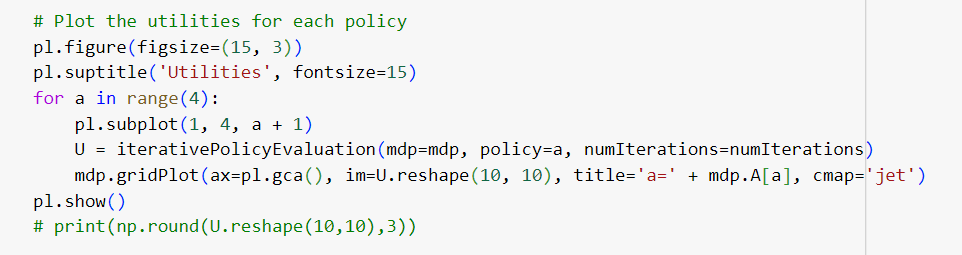 # Plot the utilities for each policy
pl.figure(figsize=(15, 3))
pl.suptitle('Utilities', fontsize=15)
for a in range(4):
    pl.subplot(1, 4, a + 1)
    U = iterativePolicyEvaluation(mdp=mdp, policy=a, numIterations=numIterations)
    mdp.gridPlot(ax=pl.gca(), im=U.reshape(10, 10), title='a=' + mdp.A[a], cmap='jet')
pl.show()
# print(np.round(U.reshape(10,10),3))